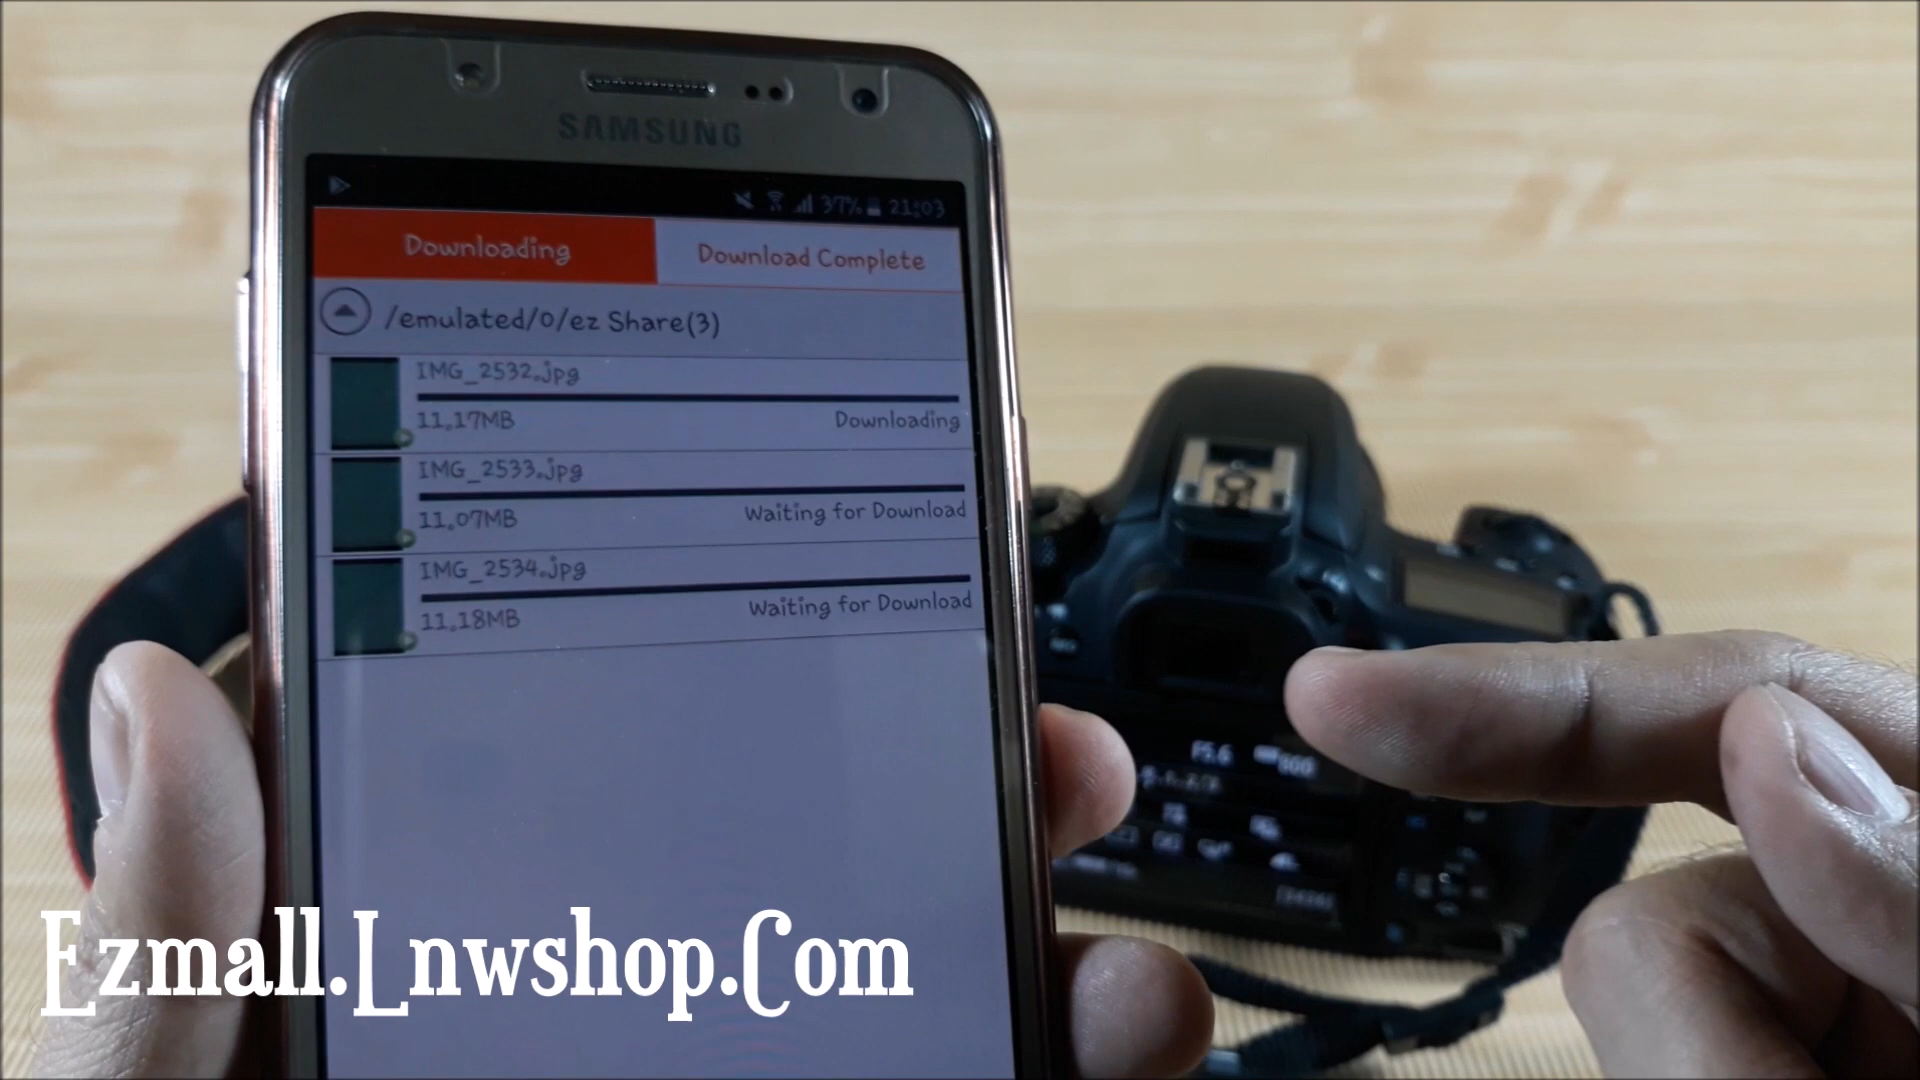 SAMSUNG
37% 21:03
Downloading
Download Complete
/emulated/0/ez Share(3)
IMG_2532.jpg
11.17MB Downloading
IMG_2533.jpg
11.07MB Waiting for Download
IMG_2534.jpg
11.18MB Waiting for Download
F5.6 800
Ezmall.Lnwshop.Com